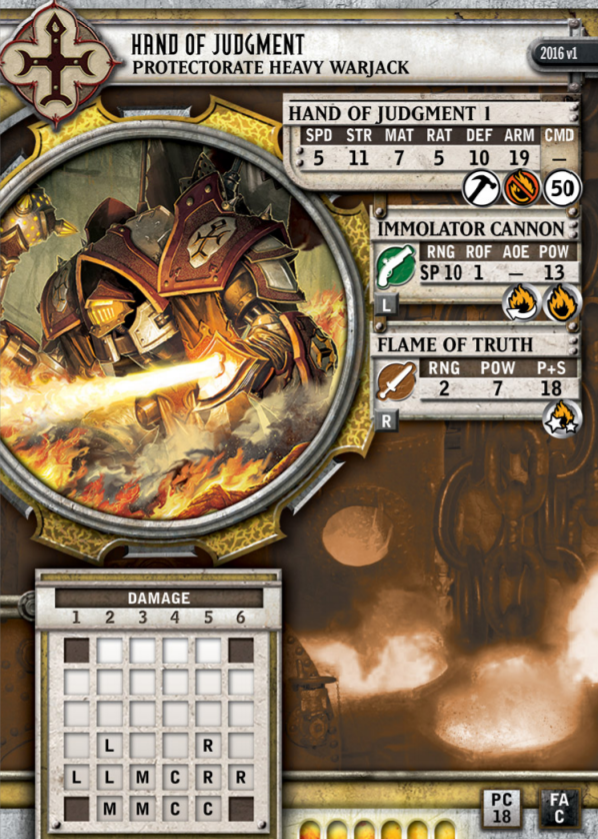 HAND OF JUDGMENT
PROTECTORATE HEAVY WARJACK
2016 v1
HAND OF JUDGMENT 1
SPD STR MAT RAT DEF ARM CMD
5 11 7 5 10 19 —
50
IMMOLATOR CANNON
RNG ROF AOE POW
SP 10 1 — 13
L
FLAME OF TRUTH
RNG POW P+S
2 7 18
R
DAMAGE
1 2 3 4 5 6
L R
L L M C R R
M M C C
PC
18
FA
C